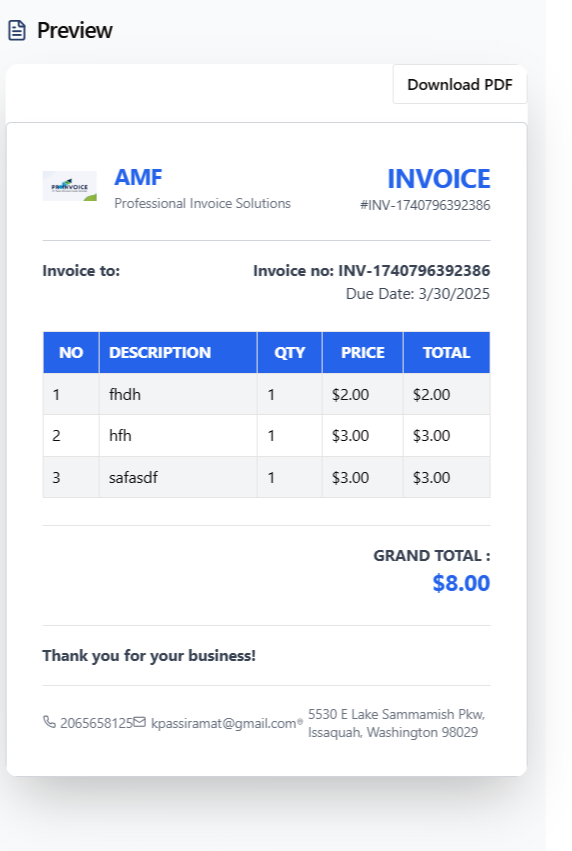 Preview
Download PDF
AMF
Professional Invoice Solutions
INVOICE
#INV-1740796392386
Invoice to:
Invoice no: INV-1740796392386
Due Date: 3/30/2025
NO DESCRIPTION QTY PRICE TOTAL
1 fhdh 1 $2.00 $2.00
2 hfh 1 $3.00 $3.00
3 safasdf 1 $3.00 $3.00
GRAND TOTAL :
$8.00
Thank you for your business!
2065658125 kpassiramat@gmail.com
5530 E Lake Sammamish Pkw,
Issaquah, Washington 98029